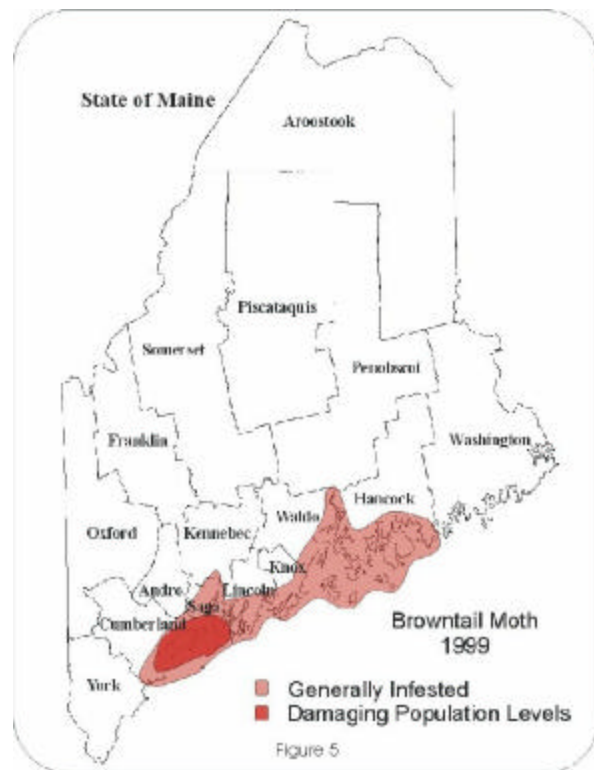 State of Maine
Aroostook
Piscataquis
Somerset
Penobscot
Franklin
Washington
Hancock
Waldo
Oxford
Kennebec
Knox
Andro
Lincoln
Saga
Cumberland
York
Browntail Moth
1999
Generally Infested
Damaging Population Levels
Figure 5